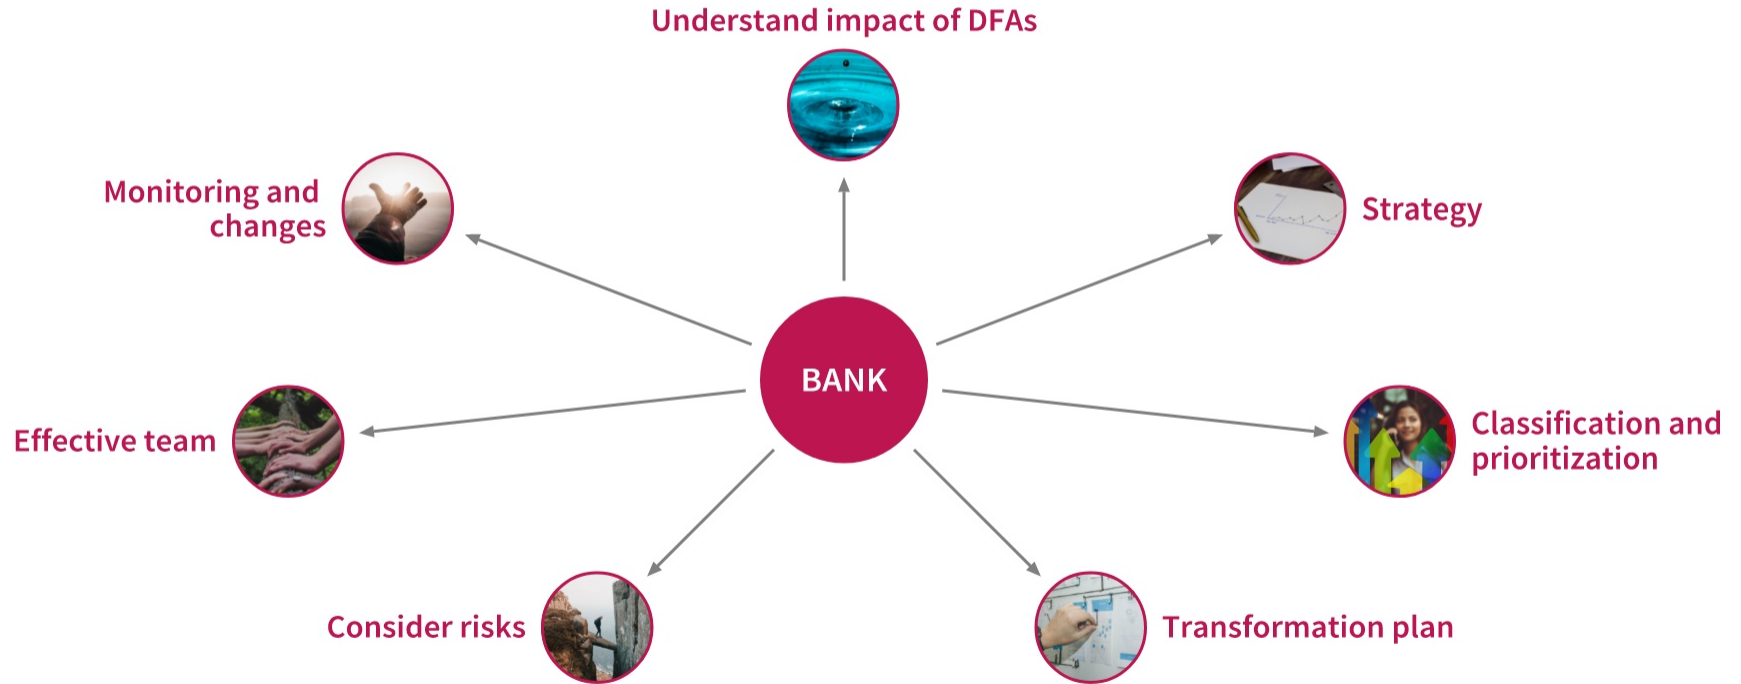 Understand impact of DFAs
Monitoring and
changes
Strategy
BANK
Effective team
Classification and
prioritization
Consider risks
Transformation plan